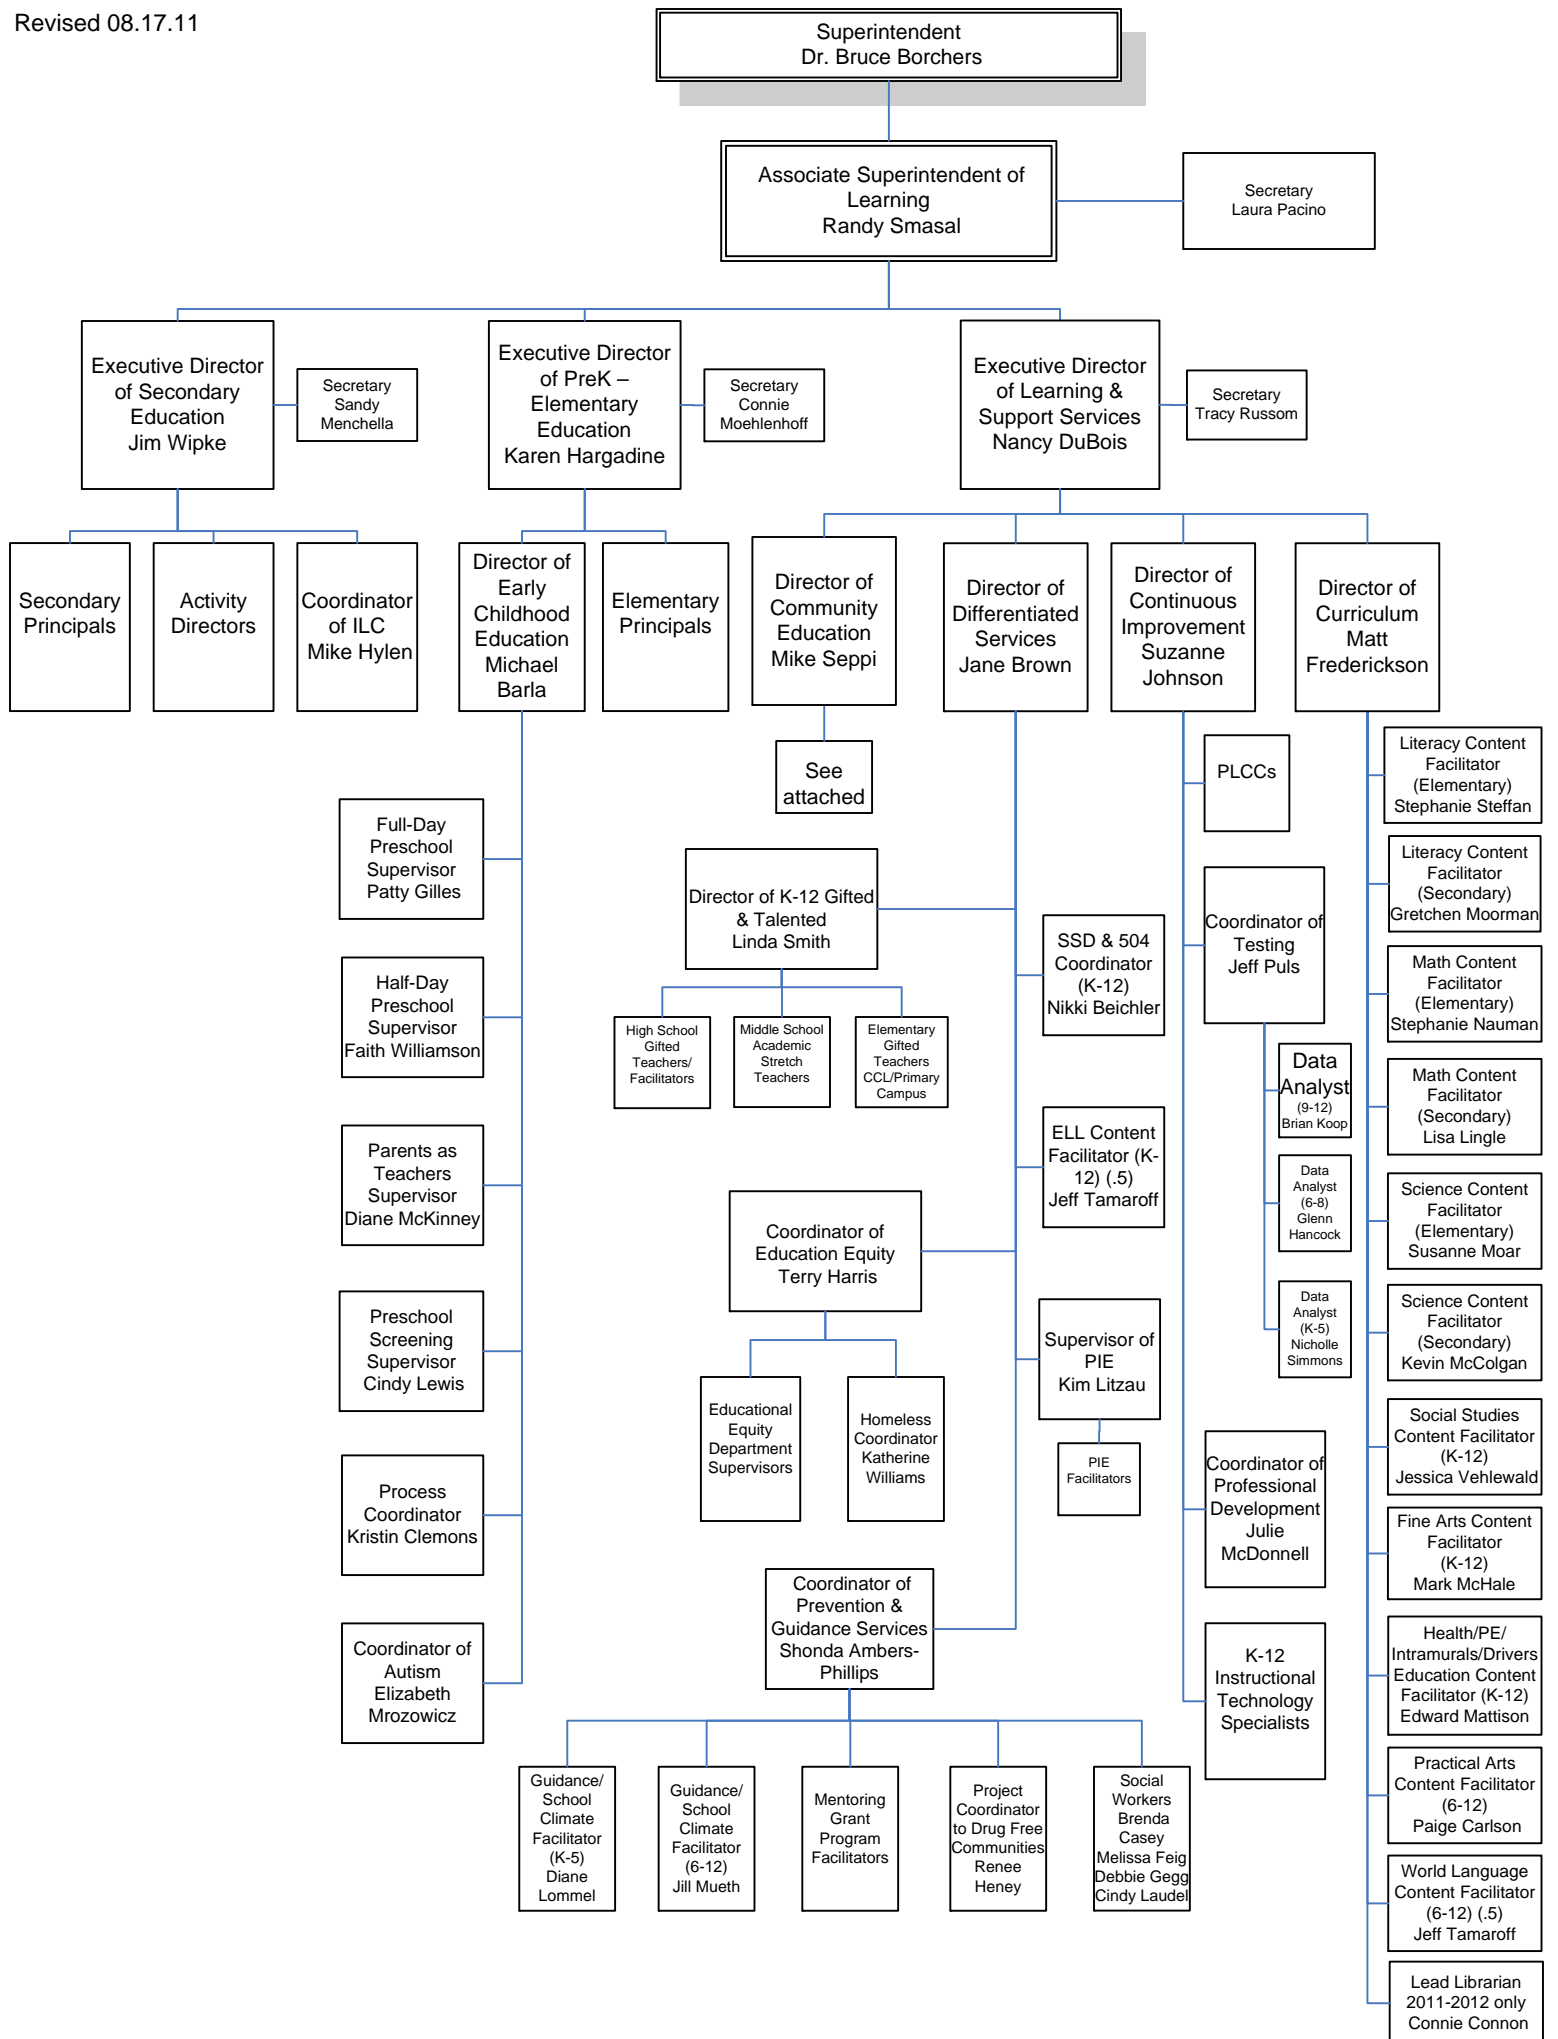 Revised 08.17.11
Superintendent
Dr. Bruce Borchers
Associate Superintendent of
Learning
Randy Smasal
Secretary
Laura Pacino
Executive Director
of Secondary
Education
Jim Wipke
Secretary
Sandy
Menchella
Executive Director
of PreK –
Elementary
Education
Karen Hargadine
Secretary
Connie
Moehlenhoff
Executive Director
of Learning &
Support Services
Nancy DuBois
Secretary
Tracy Russom
Secondary
Principals
Activity
Directors
Coordinator
of ILC
Mike Hylen
Director of
Early
Childhood
Education
Michael
Barla
Elementary
Principals
Director of
Community
Education
Mike Seppi
Director of
Differentiated
Services
Jane Brown
Director of
Continuous
Improvement
Suzanne
Johnson
Director of
Curriculum
Matt
Frederickson
See
attached
Full-Day
Preschool
Supervisor
Patty Gilles
Half-Day
Preschool
Supervisor
Faith Williamson
Parents as
Teachers
Supervisor
Diane McKinney
Preschool
Screening
Supervisor
Cindy Lewis
Process
Coordinator
Kristin Clemons
Coordinator of
Autism
Elizabeth
Mrozowicz
Director of K-12 Gifted
& Talented
Linda Smith
High School
Gifted
Teachers/
Facilitators
Middle School
Academic
Stretch
Teachers
Elementary
Gifted
Teachers
CCL/Primary
Campus
SSD & 504
Coordinator
(K-12)
Nikki Beichler
ELL Content
Facilitator (K-
12) (.5)
Jeff Tamaroff
Coordinator of
Education Equity
Terry Harris
Educational
Equity
Department
Supervisors
Homeless
Coordinator
Katherine
Williams
Supervisor of
PIE
Kim Litzau
PIE
Facilitators
Coordinator of
Prevention &
Guidance Services
Shonda Ambers-
Phillips
Guidance/
School
Climate
Facilitator
(K-5)
Diane
Lommel
Guidance/
School
Climate
Facilitator
(6-12)
Jill Mueth
Mentoring
Grant
Program
Facilitators
Project
Coordinator
to Drug Free
Communities
Renee
Heney
Social
Workers
Brenda
Casey
Melissa Feig
Debbie Gegg
Cindy Laudel
PLCCs
Coordinator of
Testing
Jeff Puls
Data
Analyst
(9-12)
Brian Koop
Data
Analyst
(6-8)
Glenn
Hancock
Data
Analyst
(K-5)
Nicholle
Simmons
Coordinator of
Professional
Development
Julie
McDonnell
K-12
Instructional
Technology
Specialists
Literacy Content
Facilitator
(Elementary)
Stephanie Steffan
Literacy Content
Facilitator
(Secondary)
Gretchen Moorman
Math Content
Facilitator
(Elementary)
Stephanie Nauman
Math Content
Facilitator
(Secondary)
Lisa Lingle
Science Content
Facilitator
(Elementary)
Susanne Moar
Science Content
Facilitator
(Secondary)
Kevin McColgan
Social Studies
Content Facilitator
(K-12)
Jessica Vehlewald
Fine Arts Content
Facilitator
(K-12)
Mark McHale
Health/PE/
Intramurals/Drivers
Education Content
Facilitator (K-12)
Edward Mattison
Practical Arts
Content Facilitator
(6-12)
Paige Carlson
World Language
Content Facilitator
(6-12) (.5)
Jeff Tamaroff
Lead Librarian
2011-2012 only
Connie Connon